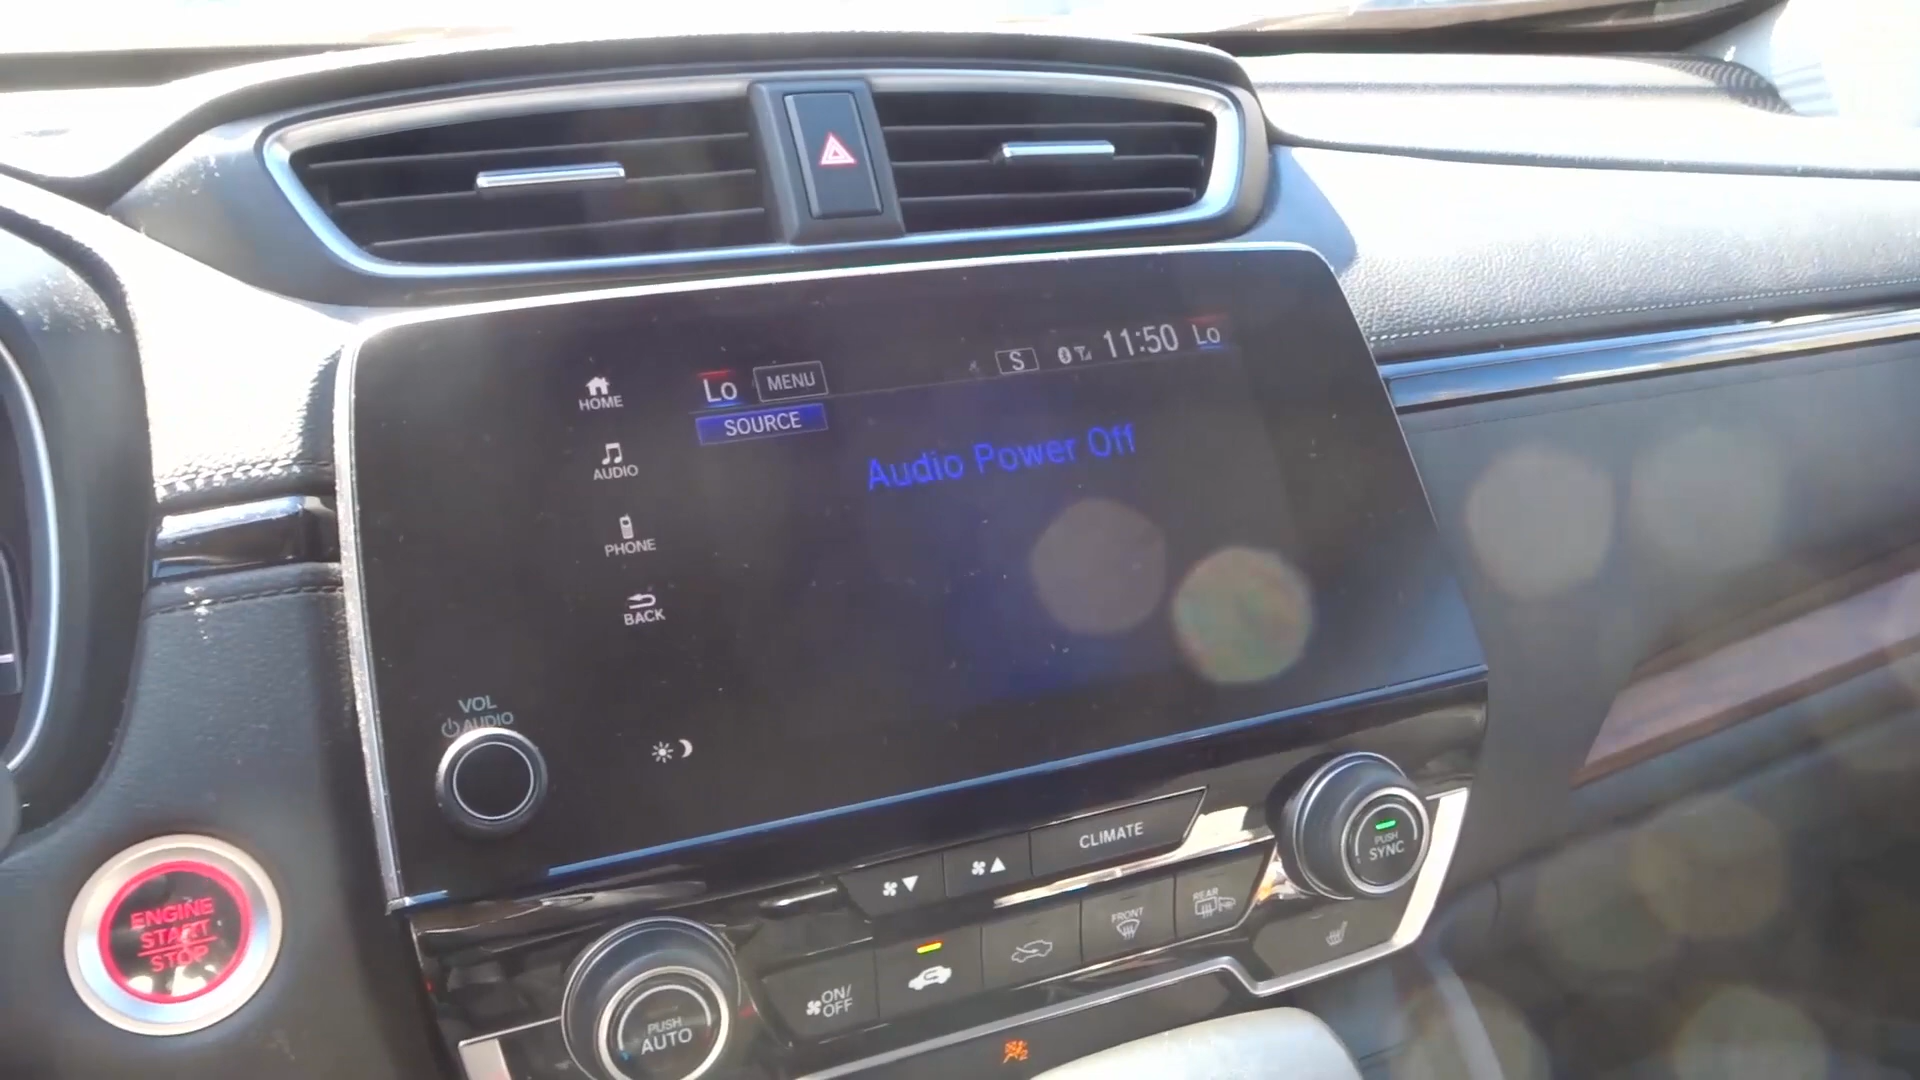 Lo MENU S 11:50 Lo
SOURCE
Audio Power Off
HOME
AUDIO
PHONE
BACK
VOL
AUDIO
CLIMATE
PUSH
SYNC
FRONT
REAR
ENGINE
START
STOP
ON/
OFF
PUSH
AUTO